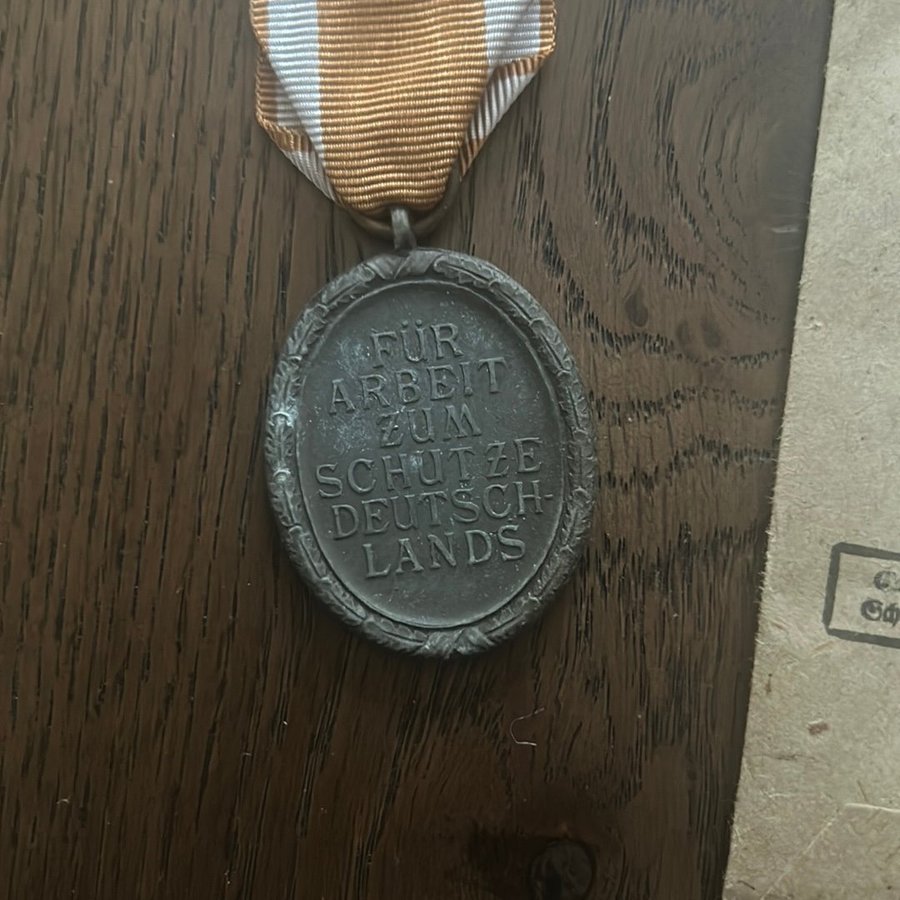 FÜR
ARBEIT
ZUM
SCHUTZE
DEUTSCH-
LANDS